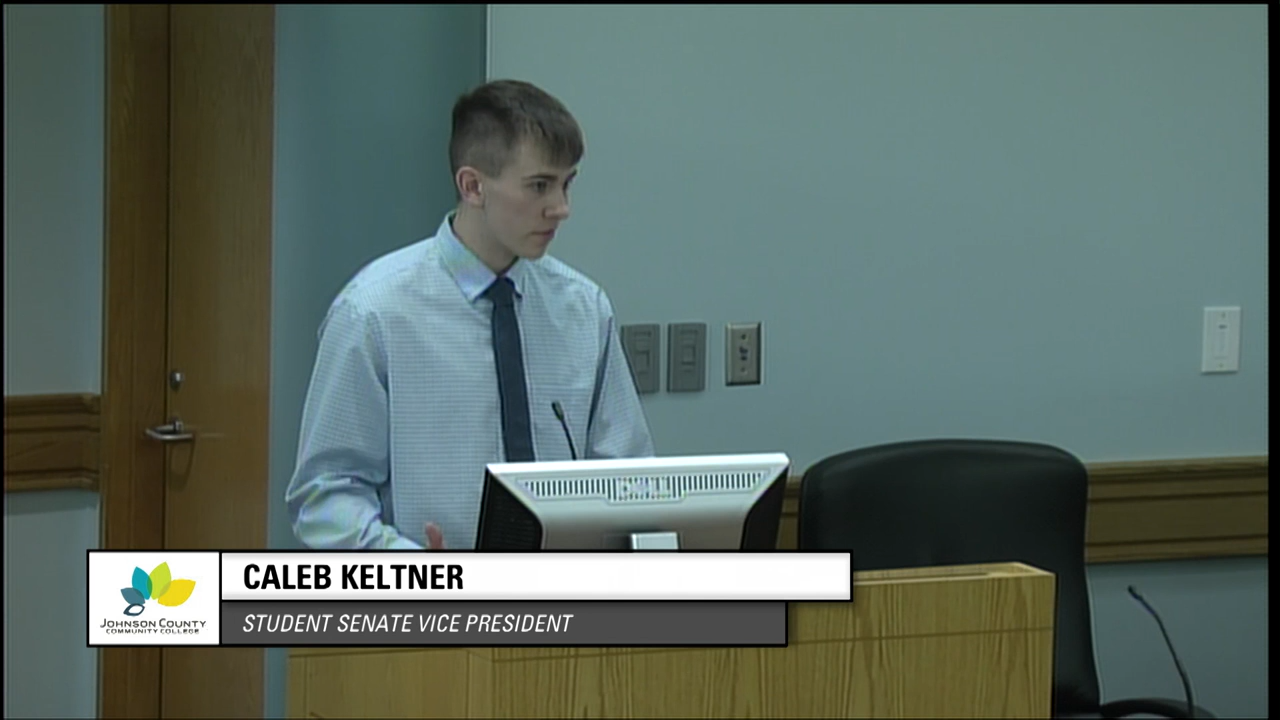 CALEB KELTNER
STUDENT SENATE VICE PRESIDENT
JOHNSON COUNTY
COMMUNITY COLLEGE